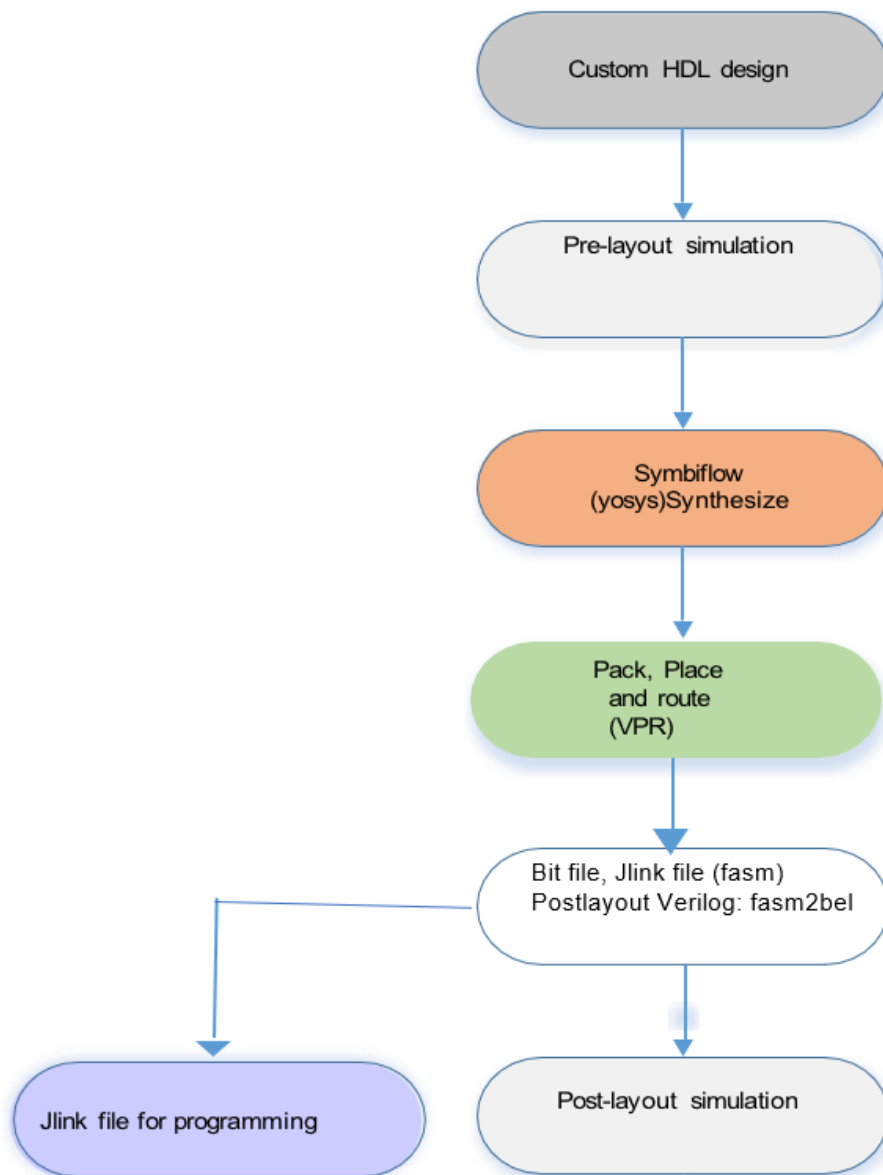 Custom HDL design
Pre-layout simulation
Symbiflow
(yosys)Synthesize
Pack, Place
and route
(VPR)
Bit file, Jlink file (fasm)
Postlayout Verilog: fasm2bel
Jlink file for programming
Post-layout simulation